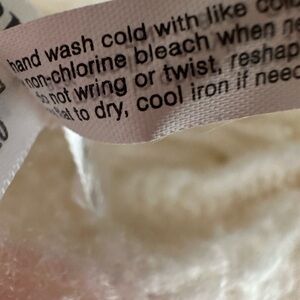 hand wash cold with like
non-chlorine bleach when
do not wring or twist,
to dry, cool iron if